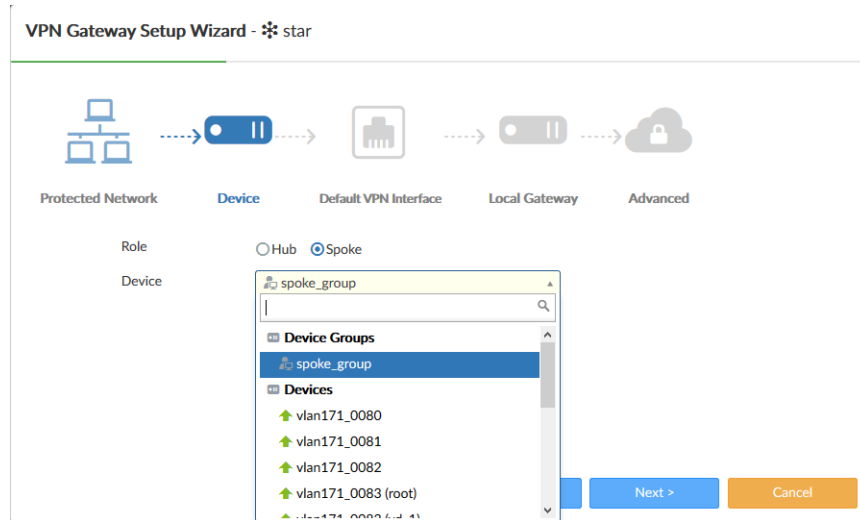 VPN Gateway Setup Wizard - star
Protected Network Device Default VPN Interface Local Gateway Advanced
Role Hub Spoke
Device spoke_group
Device Groups
spoke_group
Devices
vlan171_0080
vlan171_0081
vlan171_0082
vlan171_0083 (root)
Next > Cancel